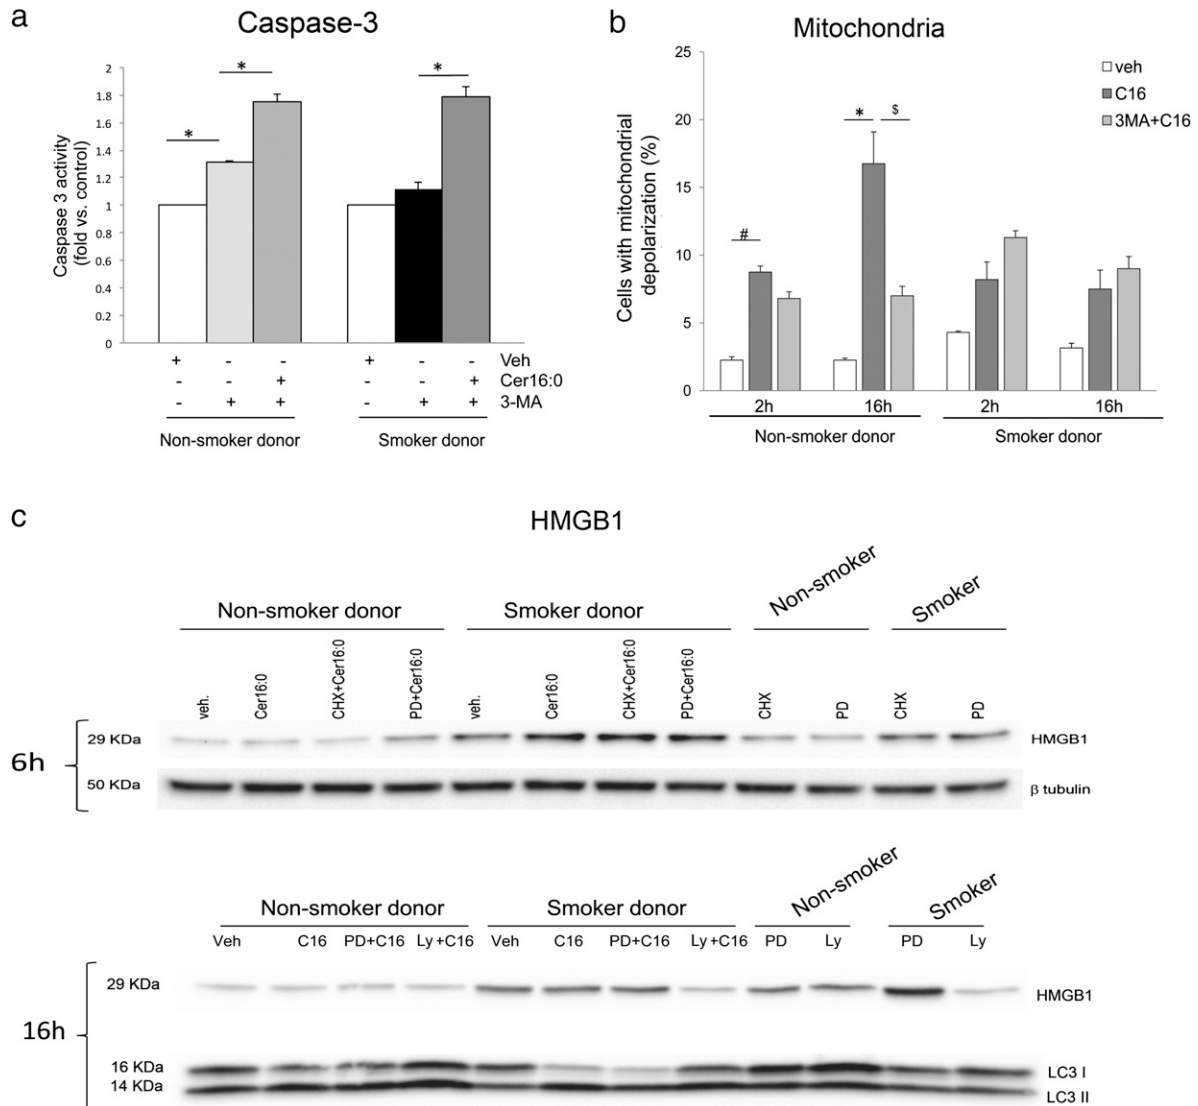 a
Caspase-3
Caspase 3 activity
(fold vs. control)
2
1.8
1.6
1.4
1.2
1
0.8
0.6
0.4
0.2
0
*
*
*
+ - - + - - Veh
- - + - - + Cer16:0
- + + - + + 3-MA
Non-smoker donor
Smoker donor
b
Mitochondria
Cells with mitochondrial
depolarization (%)
25
20
15
10
5
0
veh
C16
3MA+C16
#
*
$
2h 16h 2h 16h
Non-smoker donor
Smoker donor
c
HMGB1
Non-smoker donor
Smoker donor
Non-smoker
Smoker
veh.
Cer16:0
CHX+Cer16:0
PD+Cer16:0
veh.
Cer16:0
CHX+Cer16:0
PD+Cer16:0
CHX
PD
CHX
PD
6h
29 KDa
HMGB1
50 KDa
β tubulin
Non-smoker donor
Smoker donor
Non-smoker
Smoker
Veh C16 PD+C16 Ly+C16 Veh C16 PD+C16 Ly+C16 PD Ly PD Ly
16h
29 KDa
HMGB1
16 KDa
LC3 I
14 KDa
LC3 II